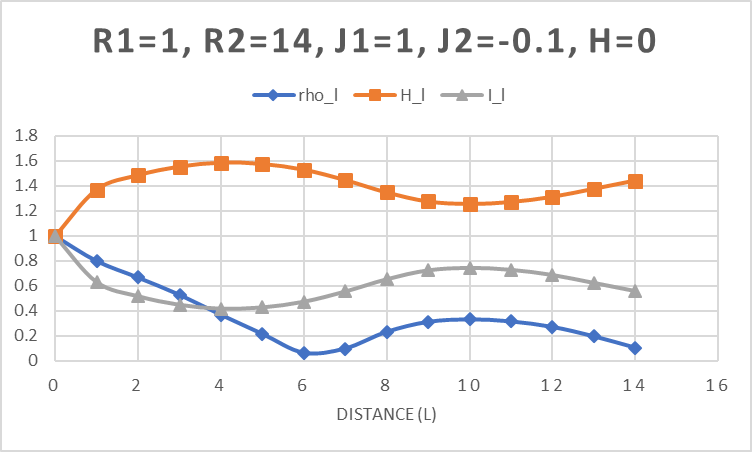 R1=1, R2=14, J1=1, J2=-0.1, H=0
rho_l H_l I_l
1.8
1.6
1.4
1.2
1
0.8
0.6
0.4
0.2
0
0 2 4 6 8 10 12 14 16
DISTANCE (L)